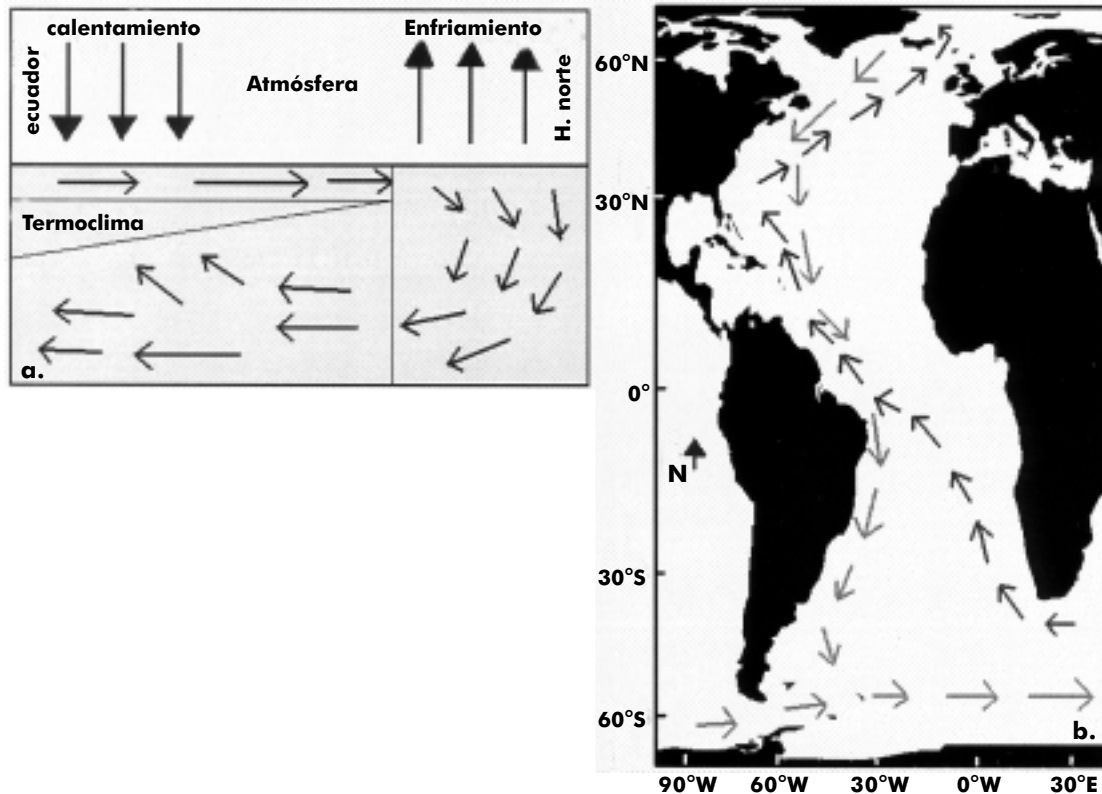 calentamiento
Enfriamiento
ecuador
Atmósfera
H. norte
Termoclima
a.
60°N
30°N
0°
N
30°S
60°S
b.
90°W 60°W 30°W 0°W 30°E